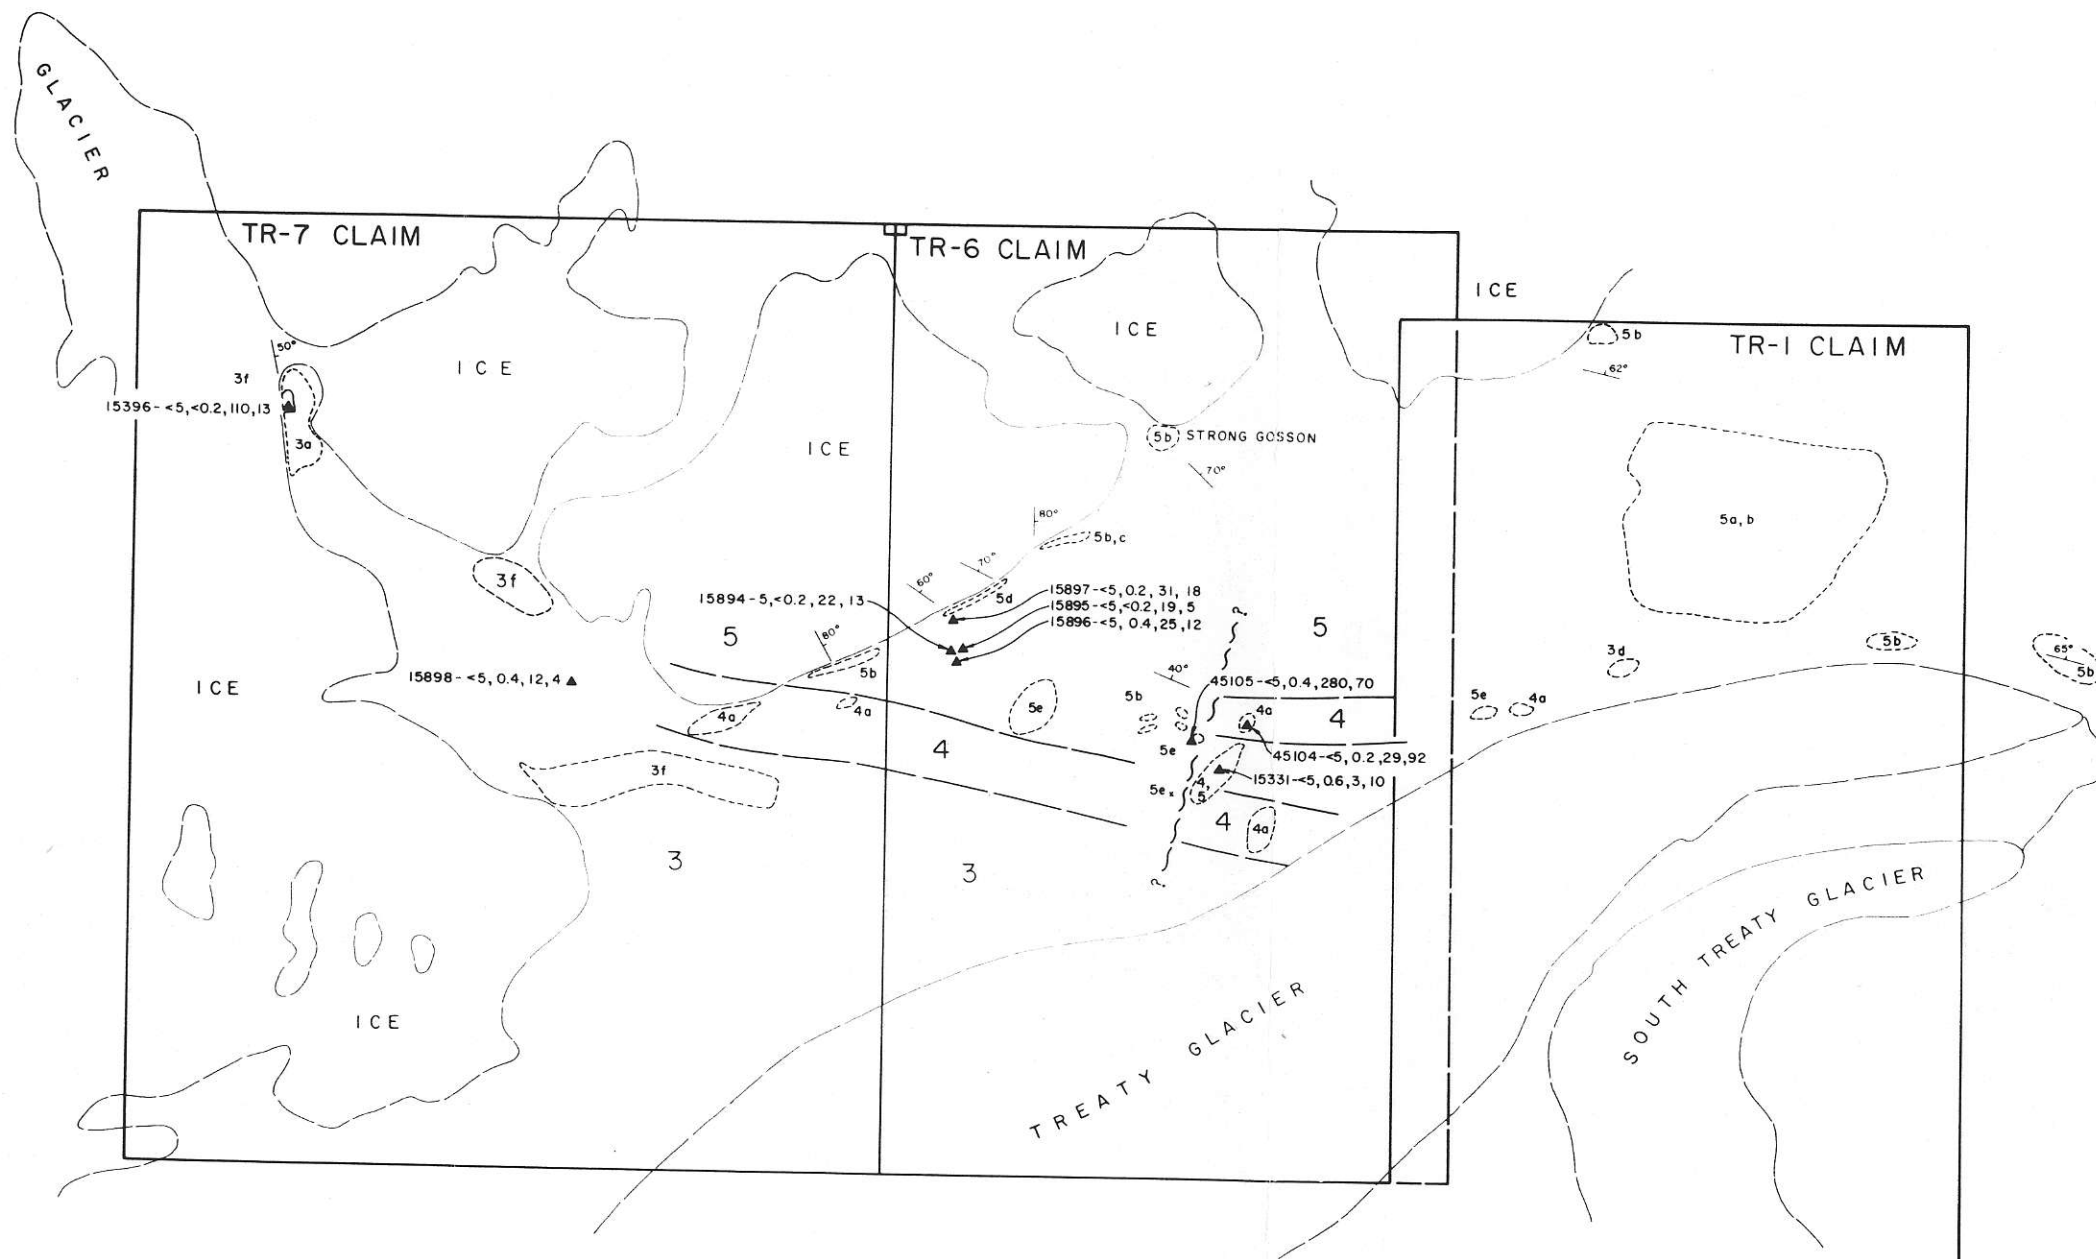 GLACIER
TR-7 CLAIM
TR-6 CLAIM
ICE
5b
TR-1 CLAIM
ICE
50°
ICE
62°
3f
15396-<5,<0.2,110,13
3a
ICE
5b STRONG GOSSON
70°
80°
5b,c
5a,b
70°
60°
3f
5d
15897-<5,0.2,31,18
15894-5,<0.2,22,13
15895-<5,<0.2,19,5
15896-<5,0.4,25,12
?
5
5
80°
5b
3d
65°
5b
5b
40°
15898-<5,0.4,12,4
45105-<5,0.4,280,70
ICE
4a
4a
5e
5b
4a
4
5e
4a
4
5e
45104-<5,0.2,29,92
3f
15331-<5,0.6,3,10
5e x
4,
5
4
4a
3
3
?
SOUTH TREATY GLACIER
ICE
TREATY GLACIER